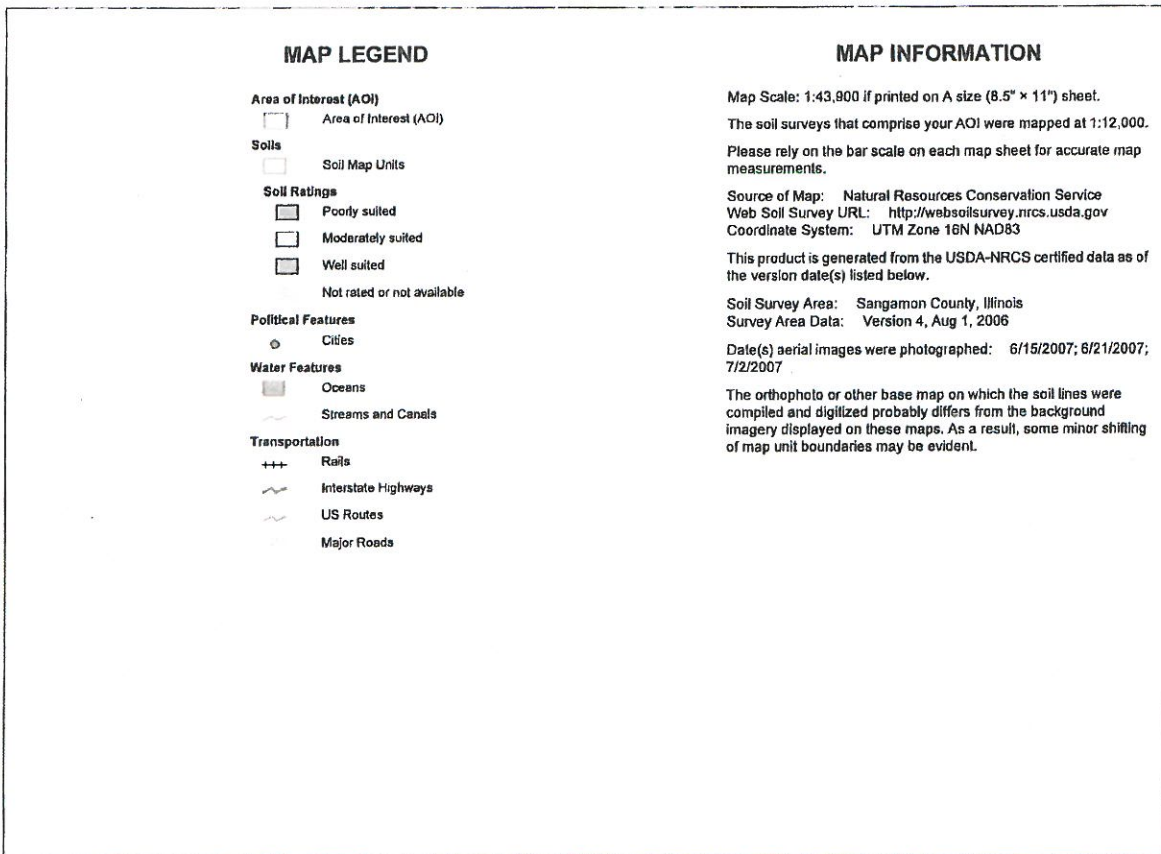 MAP LEGEND
Area of Interest (AOI)
Area of Interest (AOI)
Soils
Soil Map Units
Soil Ratings
Poorly suited
Moderately suited
Well suited
Not rated or not available
Political Features
Cities
Water Features
Oceans
Streams and Canals
Transportation
Rails
Interstate Highways
US Routes
Major Roads
MAP INFORMATION
Map Scale: 1:43,900 if printed on A size (8.5" × 11") sheet.
The soil surveys that comprise your AOI were mapped at 1:12,000.
Please rely on the bar scale on each map sheet for accurate map
measurements.
Source of Map: Natural Resources Conservation Service
Web Soil Survey URL: http://websoilsurvey.nrcs.usda.gov
Coordinate System: UTM Zone 16N NAD83
This product is generated from the USDA-NRCS certified data as of
the version date(s) listed below.
Soil Survey Area: Sangamon County, Illinois
Survey Area Data: Version 4, Aug 1, 2006
Date(s) aerial images were photographed: 6/15/2007; 6/21/2007;
7/2/2007
The orthophoto or other base map on which the soil lines were
compiled and digitized probably differs from the background
imagery displayed on these maps. As a result, some minor shifting
of map unit boundaries may be evident.